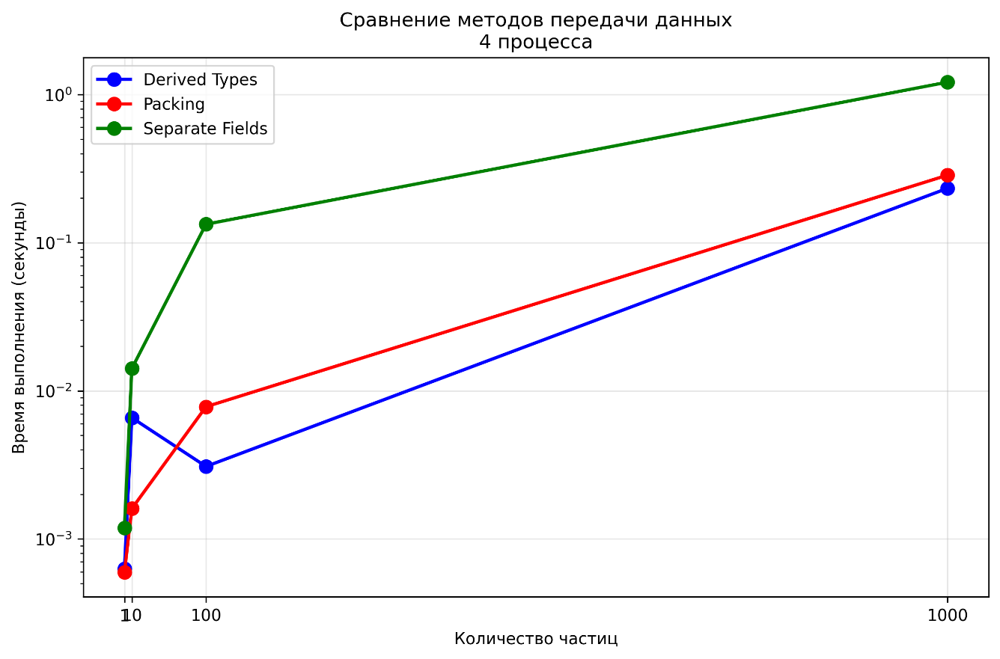 Сравнение методов передачи данных
4 процесса
Derived Types
Packing
Separate Fields
10⁰
10⁻¹
10⁻²
10⁻³
Время выполнения (секунды)
1 10 100 1000
Количество частиц